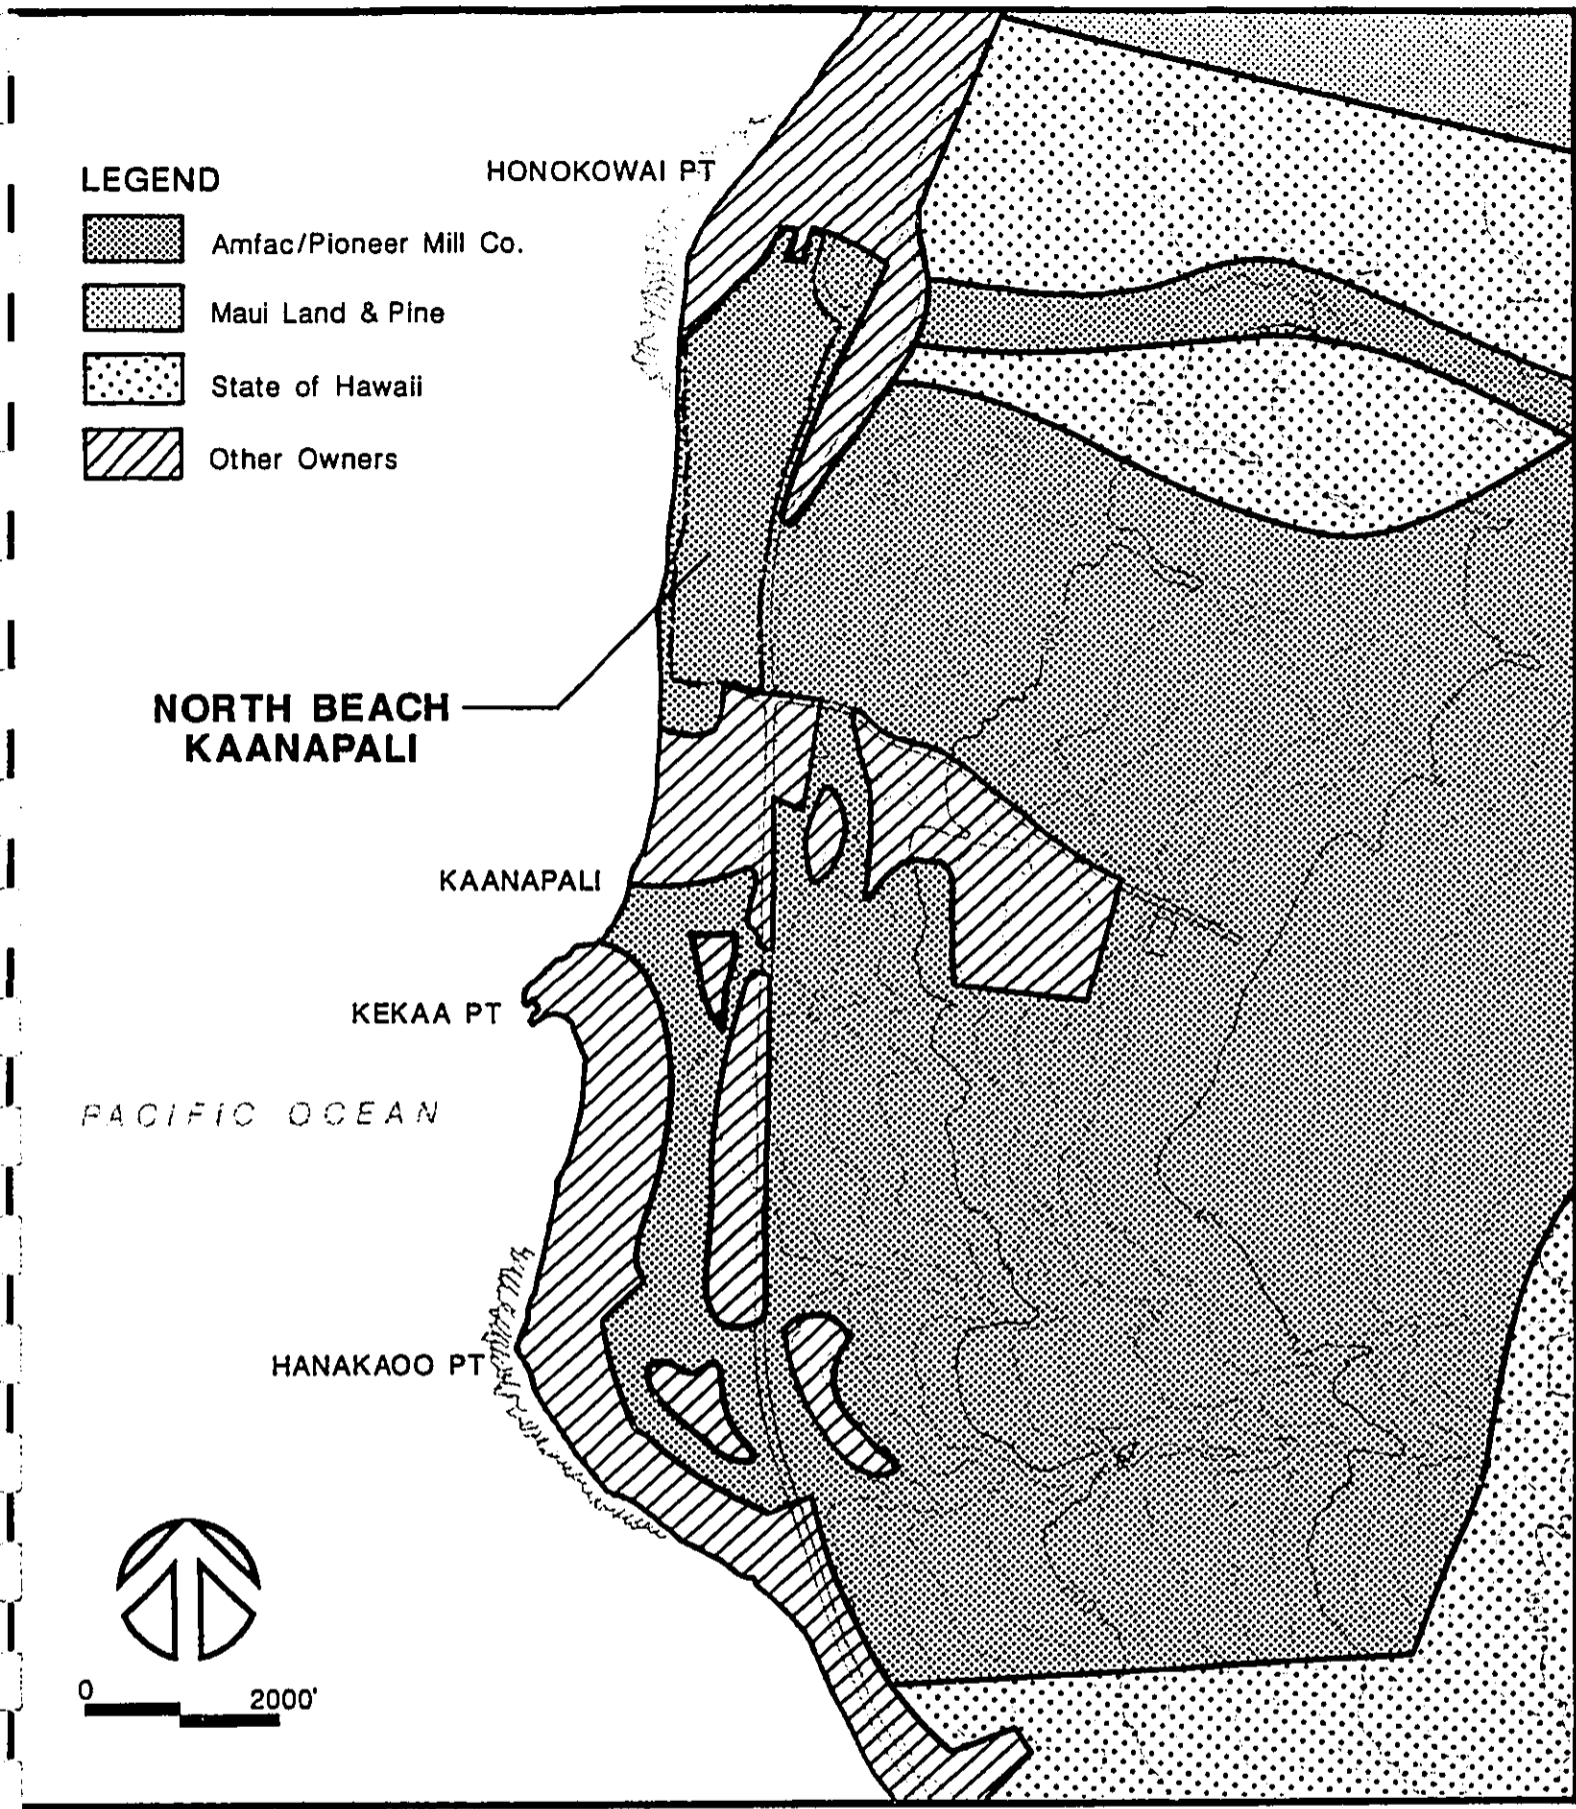 HONOKOWAI PT
LEGEND
Amfac/Pioneer Mill Co.
Maui Land & Pine
State of Hawaii
Other Owners
NORTH BEACH
KAANAPALI
KAANAPALI
KEKAA PT
PACIFIC OCEAN
HANAKAOO PT
0 2000'